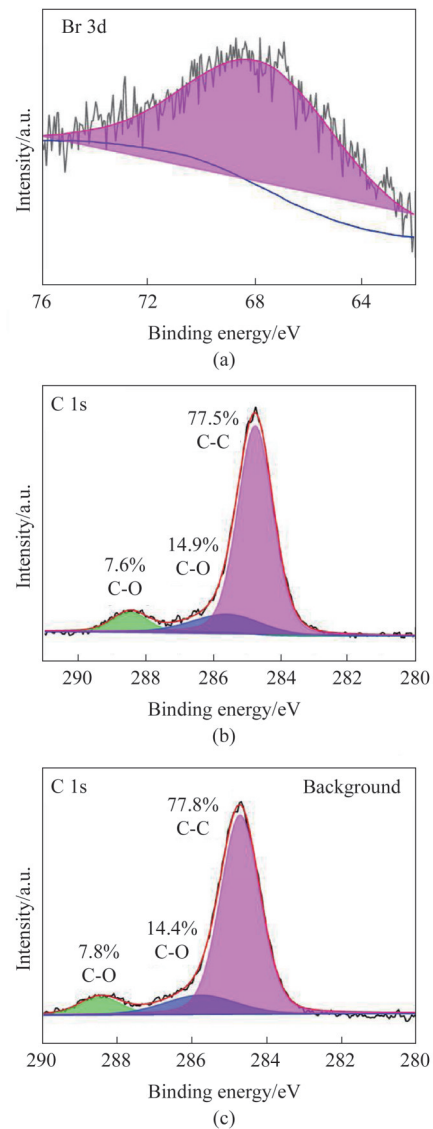 Br 3d
Intensity/a.u.
76 72 68 64
Binding energy/eV
(a)
C 1s
77.5%
C-C
14.9%
C-O
7.6%
C-O
Intensity/a.u.
290 288 286 284 282 280
Binding energy/eV
(b)
C 1s
Background
77.8%
C-C
14.4%
C-O
7.8%
C-O
Intensity/a.u.
290 288 286 284 282 280
Binding energy/eV
(c)